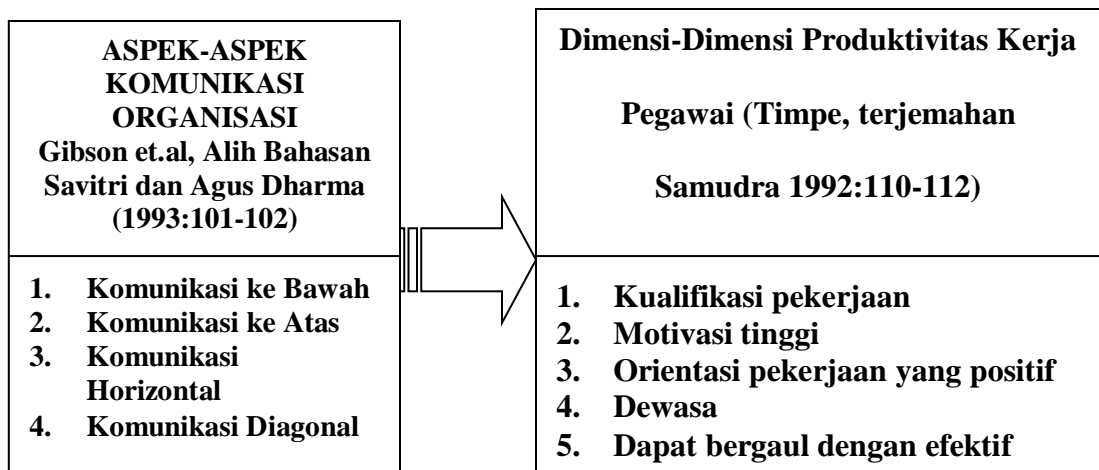 ASPEK-ASPEK
KOMUNIKASI
ORGANISASI
Gibson et.al, Alih Bahasan
Savitri dan Agus Dharma
(1993:101-102)
1. Komunikasi ke Bawah
2. Komunikasi ke Atas
3. Komunikasi
Horizontal
4. Komunikasi Diagonal
Dimensi-Dimensi Produktivitas Kerja
Pegawai (Timpe, terjemahan
Samudra 1992:110-112)
1. Kualifikasi pekerjaan
2. Motivasi tinggi
3. Orientasi pekerjaan yang positif
4. Dewasa
5. Dapat bergaul dengan efektif